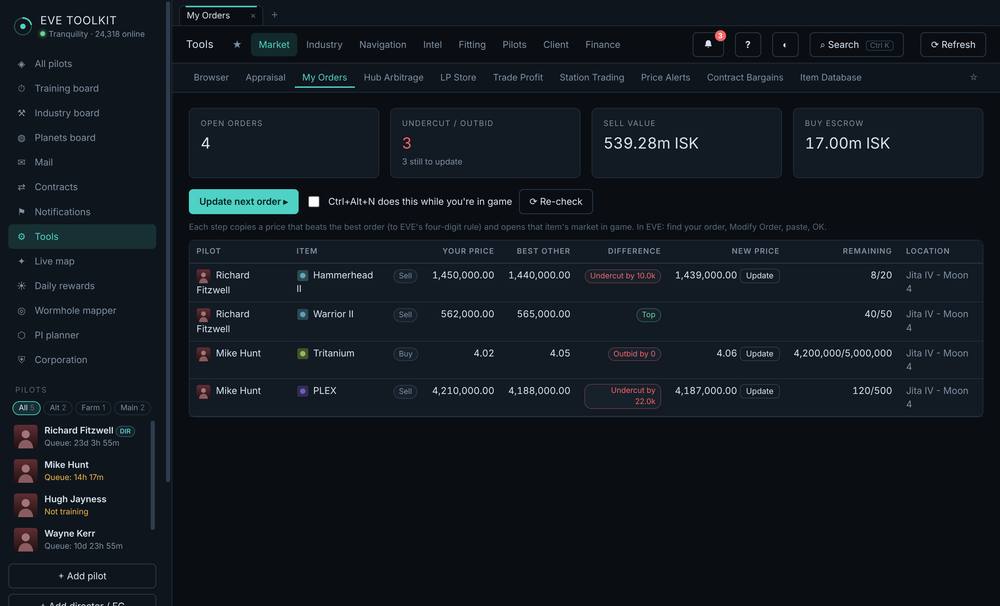 EVE TOOLKIT
Tranquility · 24,318 online
All pilots
Training board
Industry board
Planets board
Mail
Contracts
Notifications
Tools
Live map
Daily rewards
Wormhole mapper
PI planner
Corporation
PILOTS
All 5 Alt 2 Farm 1 Main 2
Richard Fitzwell DIR
Queue: 23d 3h 55m
Mike Hunt
Queue: 14h 17m
Hugh Jayness
Not training
Wayne Kerr
Queue: 10d 23h 55m
+ Add pilot
+ Add director / FC
My Orders × +
Tools ★ Market Industry Navigation Intel Fitting Pilots Client Finance 3 ? Search Ctrl K ⟳ Refresh
Browser Appraisal My Orders Hub Arbitrage LP Store Trade Profit Station Trading Price Alerts Contract Bargains Item Database ☆
OPEN ORDERS
4
UNDERCUT / OUTBID
3
3 still to update
SELL VALUE
539.28m ISK
BUY ESCROW
17.00m ISK
Update next order ▸ Ctrl+Alt+N does this while you're in game ⟳ Re-check
Each step copies a price that beats the best order (to EVE's four-digit rule) and opens that item's market in game. In EVE: find your order, Modify Order, paste, OK.
PILOT ITEM YOUR PRICE BEST OTHER DIFFERENCE NEW PRICE REMAINING LOCATION
Richard Hammerhead Sell 1,450,000.00 1,440,000.00 Undercut by 10.0k 1,439,000.00 Update 8/20 Jita IV - Moon
Fitzwell II 4
Richard Warrior II Sell 562,000.00 565,000.00 Top 40/50 Jita IV - Moon
Fitzwell 4
Mike Hunt Tritanium Buy 4.02 4.05 Outbid by 0 4.06 Update 4,200,000/5,000,000 Jita IV - Moon
4
Mike Hunt PLEX Sell 4,210,000.00 4,188,000.00 Undercut by 4,187,000.00 Update 120/500 Jita IV - Moon
22.0k 4